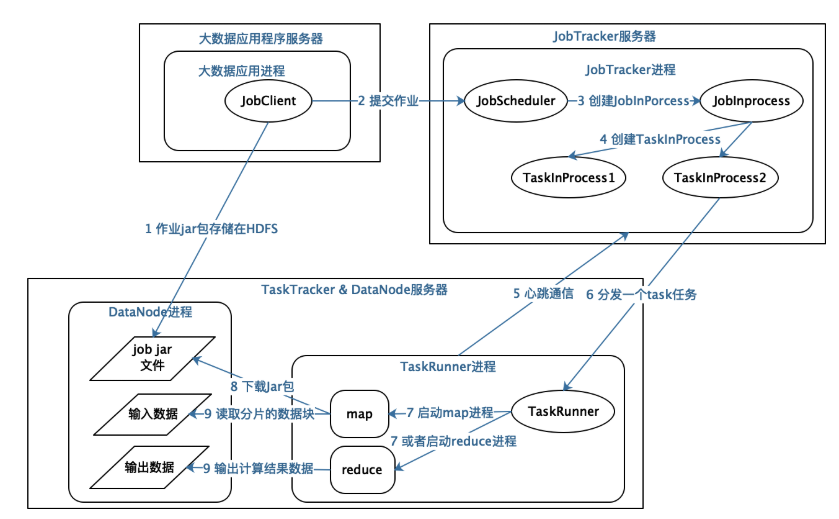 大数据应用程序服务器
大数据应用进程
JobClient
2 提交作业
JobTracker服务器
JobTracker进程
JobScheduler
3 创建JobInPorcess
JobInprocess
4 创建TaskInProcess
TaskInProcess1
TaskInProcess2
1 作业jar包存储在HDFS
TaskTracker & DataNode服务器
5 心跳通信
6 分发一个task任务
DataNode进程
job jar
文件
TaskRunner进程
8 下载Jar包
输入数据
9 读取分片的数据块
map
7 启动map进程
TaskRunner
7 或者启动reduce进程
输出数据
9 输出计算结果数据
reduce